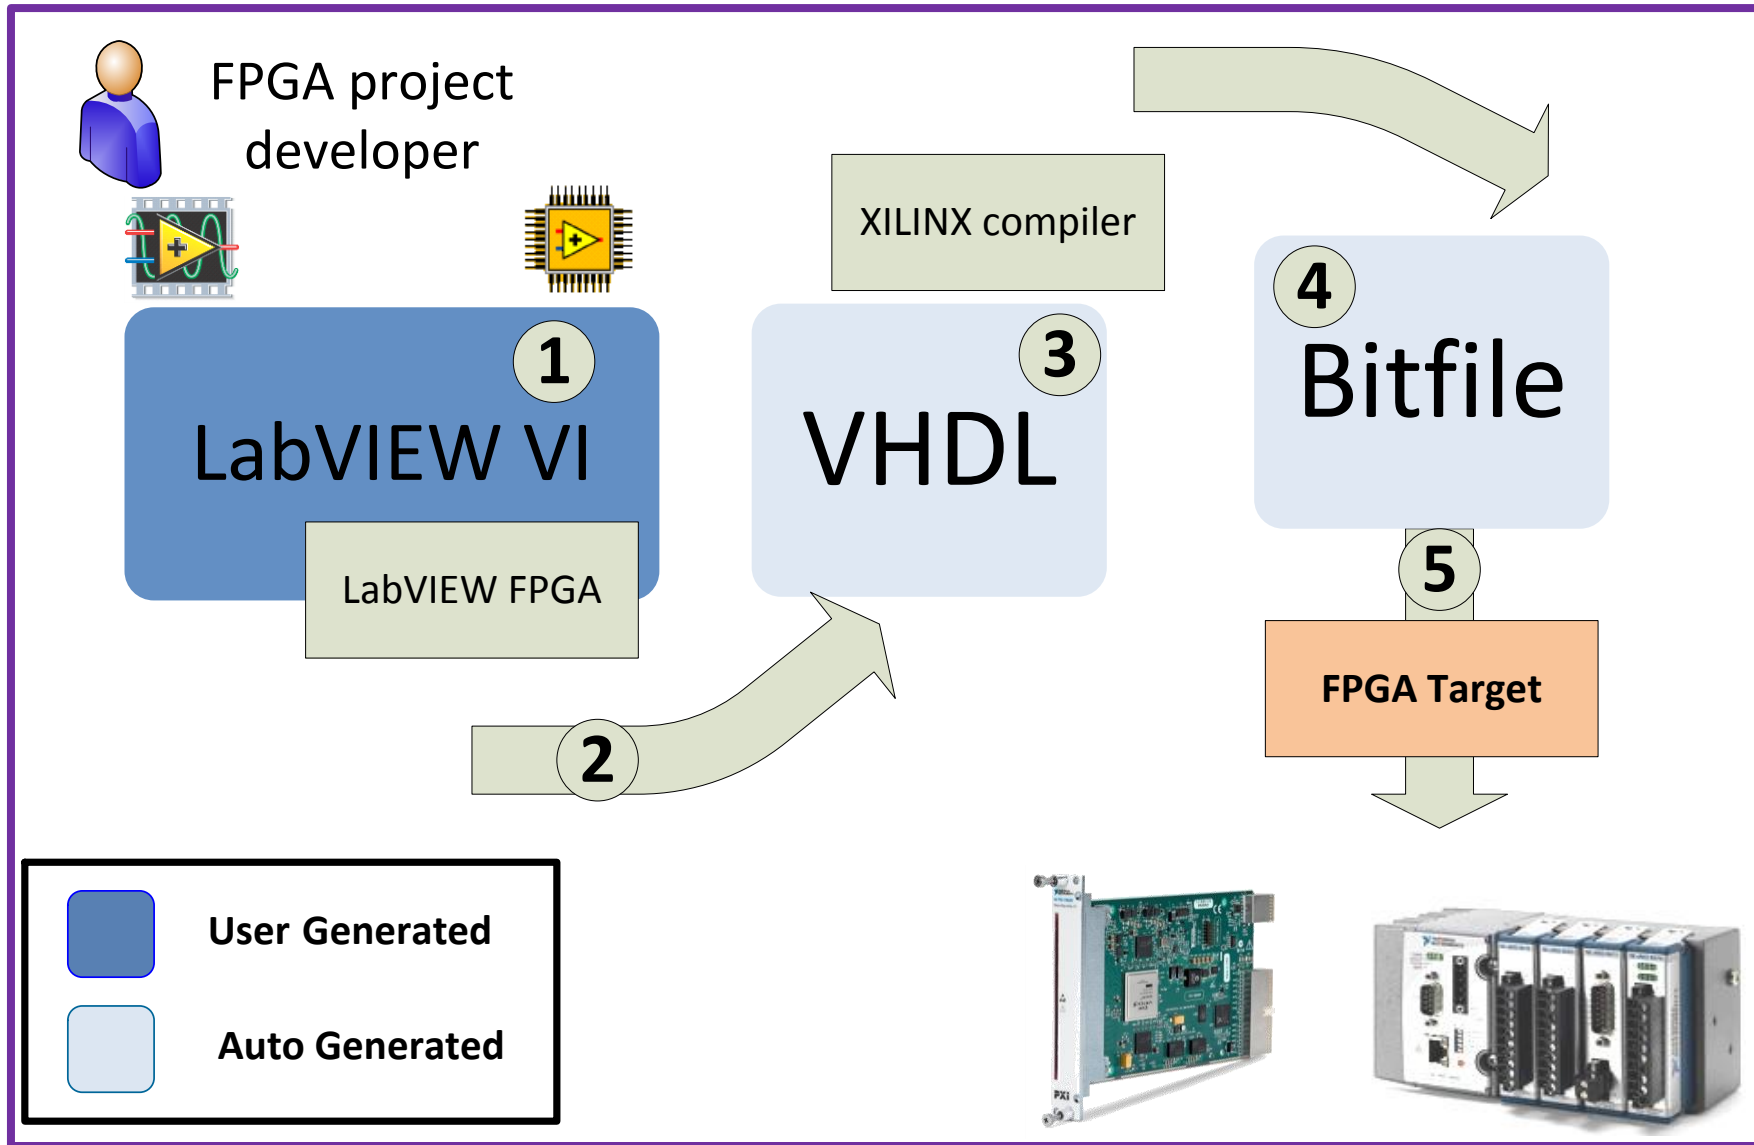 FPGA project
developer
XILINX compiler
1
LabVIEW VI
LabVIEW FPGA
2
3
VHDL
4
Bitfile
5
FPGA Target
User Generated
Auto Generated
PXI